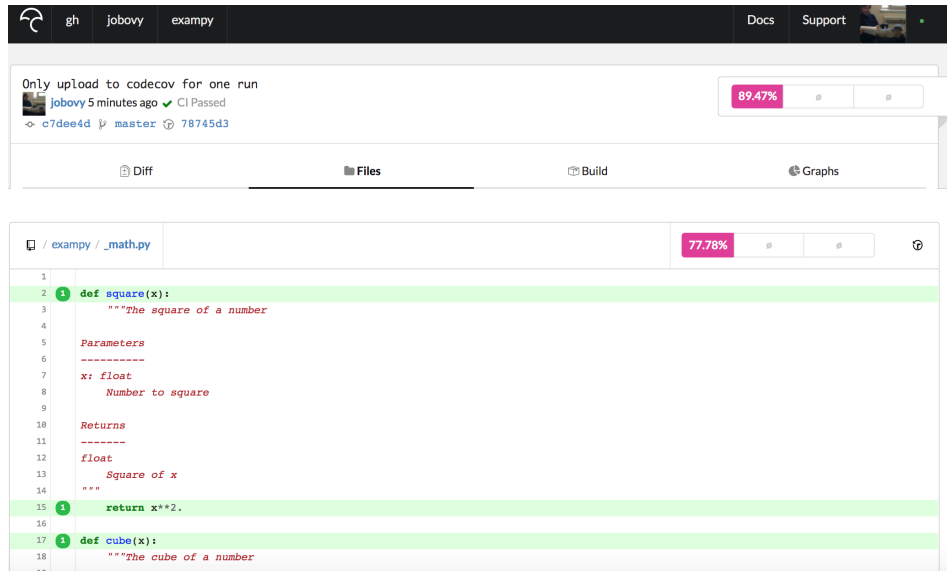 gh jobovy exampy Docs Support
Only upload to codecov for one run
jobovy 5 minutes ago ✔ CI Passed
89.47% ø ø
c7dee4d master 78745d3
Diff Files Build Graphs
/ exampy / _math.py 77.78% ø ø
1
2 1 def square(x):
3 """The square of a number
4
5 Parameters
6 ----------
7 x: float
8 Number to square
9
10 Returns
11 -------
12 float
13 Square of x
14 """
15 1 return x**2.
16
17 1 def cube(x):
18 """The cube of a number